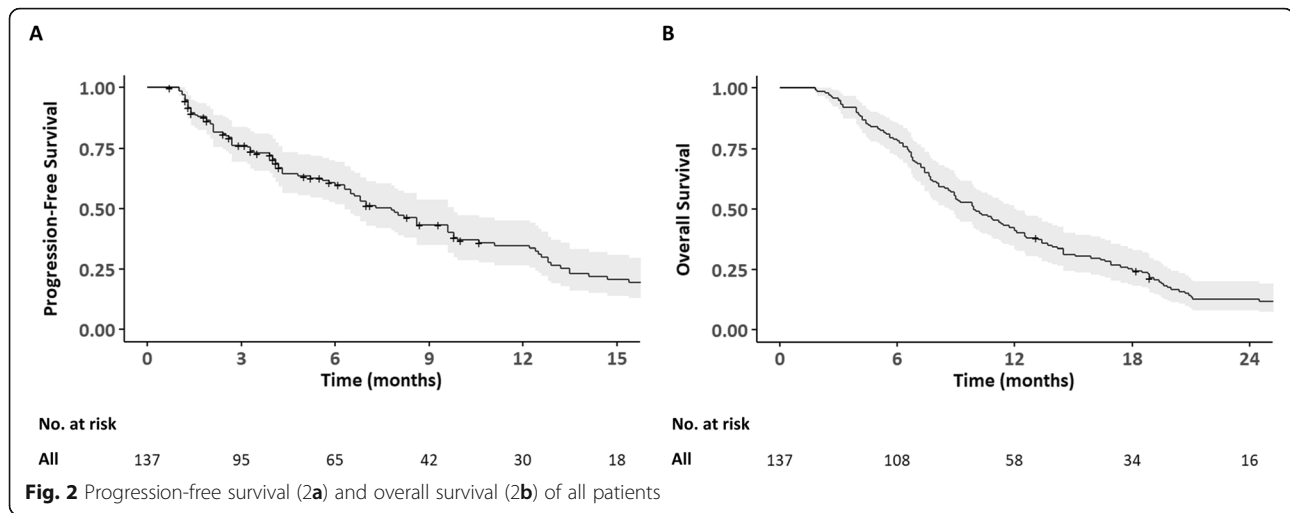 A
Progression-Free Survival
1.00
0.75
0.50
0.25
0.00
0 3 6 9 12 15
Time (months)
No. at risk
All 137 95 65 42 30 18
B
Overall Survival
1.00
0.75
0.50
0.25
0.00
0 6 12 18 24
Time (months)
No. at risk
All 137 108 58 34 16
Fig. 2 Progression-free survival (2a) and overall survival (2b) of all patients